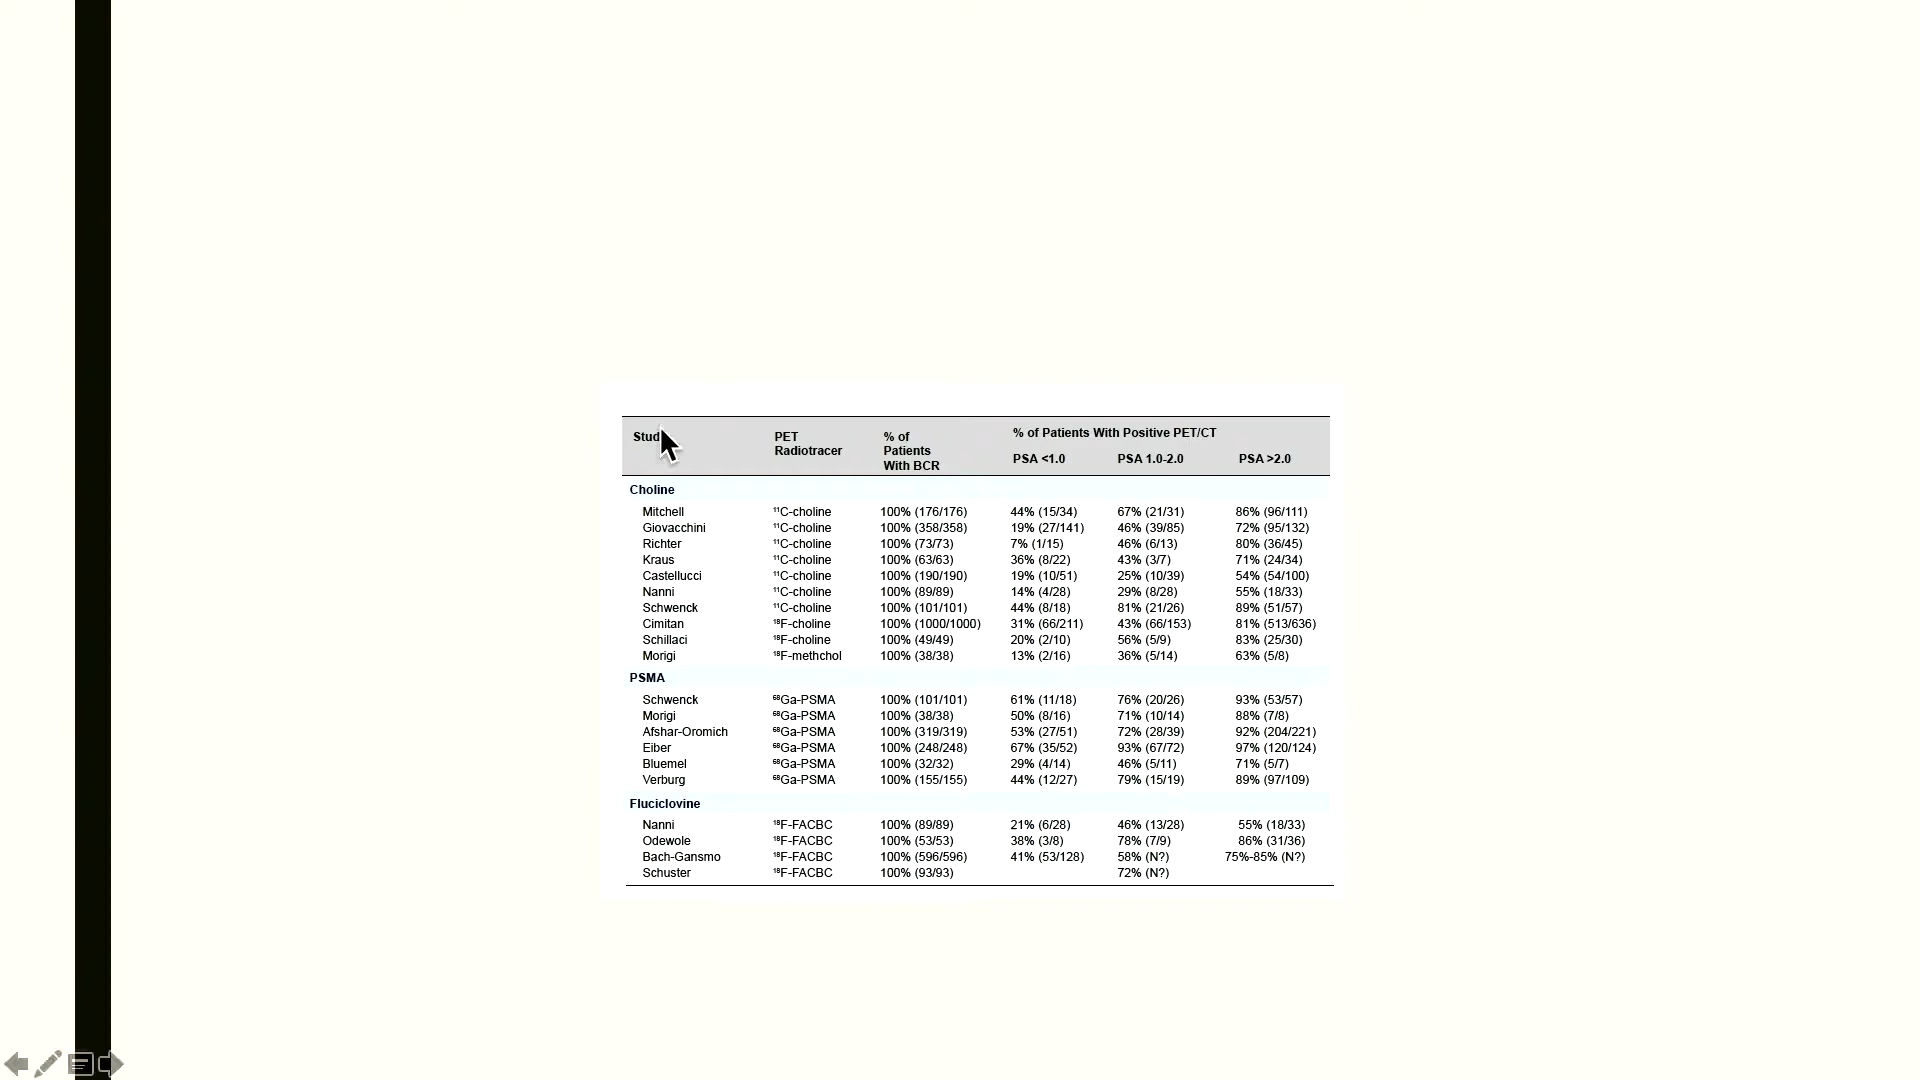 Stud
PET Radiotracer
% of Patients With BCR
% of Patients With Positive PET/CT
PSA <1.0 PSA 1.0-2.0 PSA >2.0
Choline
Mitchell ¹¹C-choline 100% (176/176) 44% (15/34) 67% (21/31) 86% (96/111)
Giovacchini ¹¹C-choline 100% (358/358) 19% (27/141) 46% (39/85) 72% (95/132)
Richter ¹¹C-choline 100% (73/73) 7% (1/15) 46% (6/13) 80% (36/45)
Kraus ¹¹C-choline 100% (63/63) 36% (8/22) 43% (3/7) 71% (24/34)
Castellucci ¹¹C-choline 100% (190/190) 19% (10/51) 25% (10/39) 54% (54/100)
Nanni ¹¹C-choline 100% (89/89) 14% (4/28) 29% (8/28) 55% (18/33)
Schwenck ¹¹C-choline 100% (101/101) 44% (8/18) 81% (21/26) 89% (51/57)
Cimitan ¹⁸F-choline 100% (1000/1000) 31% (66/211) 43% (66/153) 81% (513/636)
Schillaci ¹⁸F-choline 100% (49/49) 20% (2/10) 56% (5/9) 83% (25/30)
Morigi ¹⁸F-methchol 100% (38/38) 13% (2/16) 36% (5/14) 63% (5/8)
PSMA
Schwenck ⁶⁸Ga-PSMA 100% (101/101) 61% (11/18) 76% (20/26) 93% (53/57)
Morigi ⁶⁸Ga-PSMA 100% (38/38) 50% (8/16) 71% (10/14) 88% (7/8)
Afshar-Oromich ⁶⁸Ga-PSMA 100% (319/319) 53% (27/51) 72% (28/39) 92% (204/221)
Eiber ⁶⁸Ga-PSMA 100% (248/248) 67% (35/52) 93% (67/72) 97% (120/124)
Bluemel ⁶⁸Ga-PSMA 100% (32/32) 29% (4/14) 46% (5/11) 71% (5/7)
Verburg ⁶⁸Ga-PSMA 100% (155/155) 44% (12/27) 79% (15/19) 89% (97/109)
Fluciclovine
Nanni ¹⁸F-FACBC 100% (89/89) 21% (6/28) 46% (13/28) 55% (18/33)
Odewole ¹⁸F-FACBC 100% (53/53) 38% (3/8) 78% (7/9) 86% (31/36)
Bach-Gansmo ¹⁸F-FACBC 100% (596/596) 41% (53/128) 58% (N?) 75%-85% (N?)
Schuster ¹⁸F-FACBC 100% (93/93) 72% (N?)